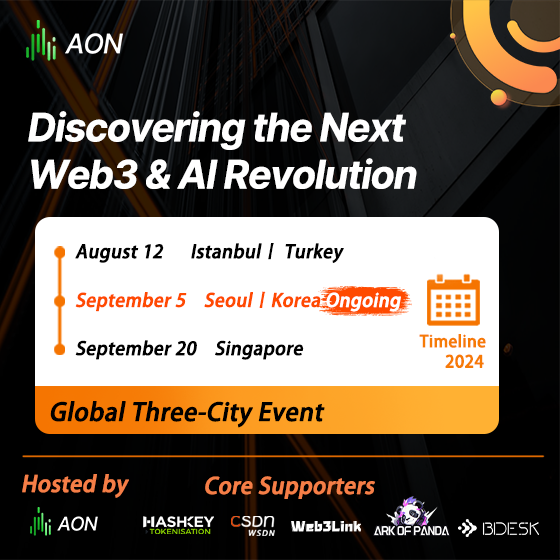 AON
Discovering the Next
Web3 & AI Revolution
August 12 Istanbul | Turkey
September 5 Seoul | Korea Ongoing
September 20 Singapore
Timeline
2024
Global Three-City Event
Hosted by
Core Supporters
AON
HASHKEY
TOKENISATION
CSDN
WSDN
Web3Link
ARK OF PANDA
BDESK